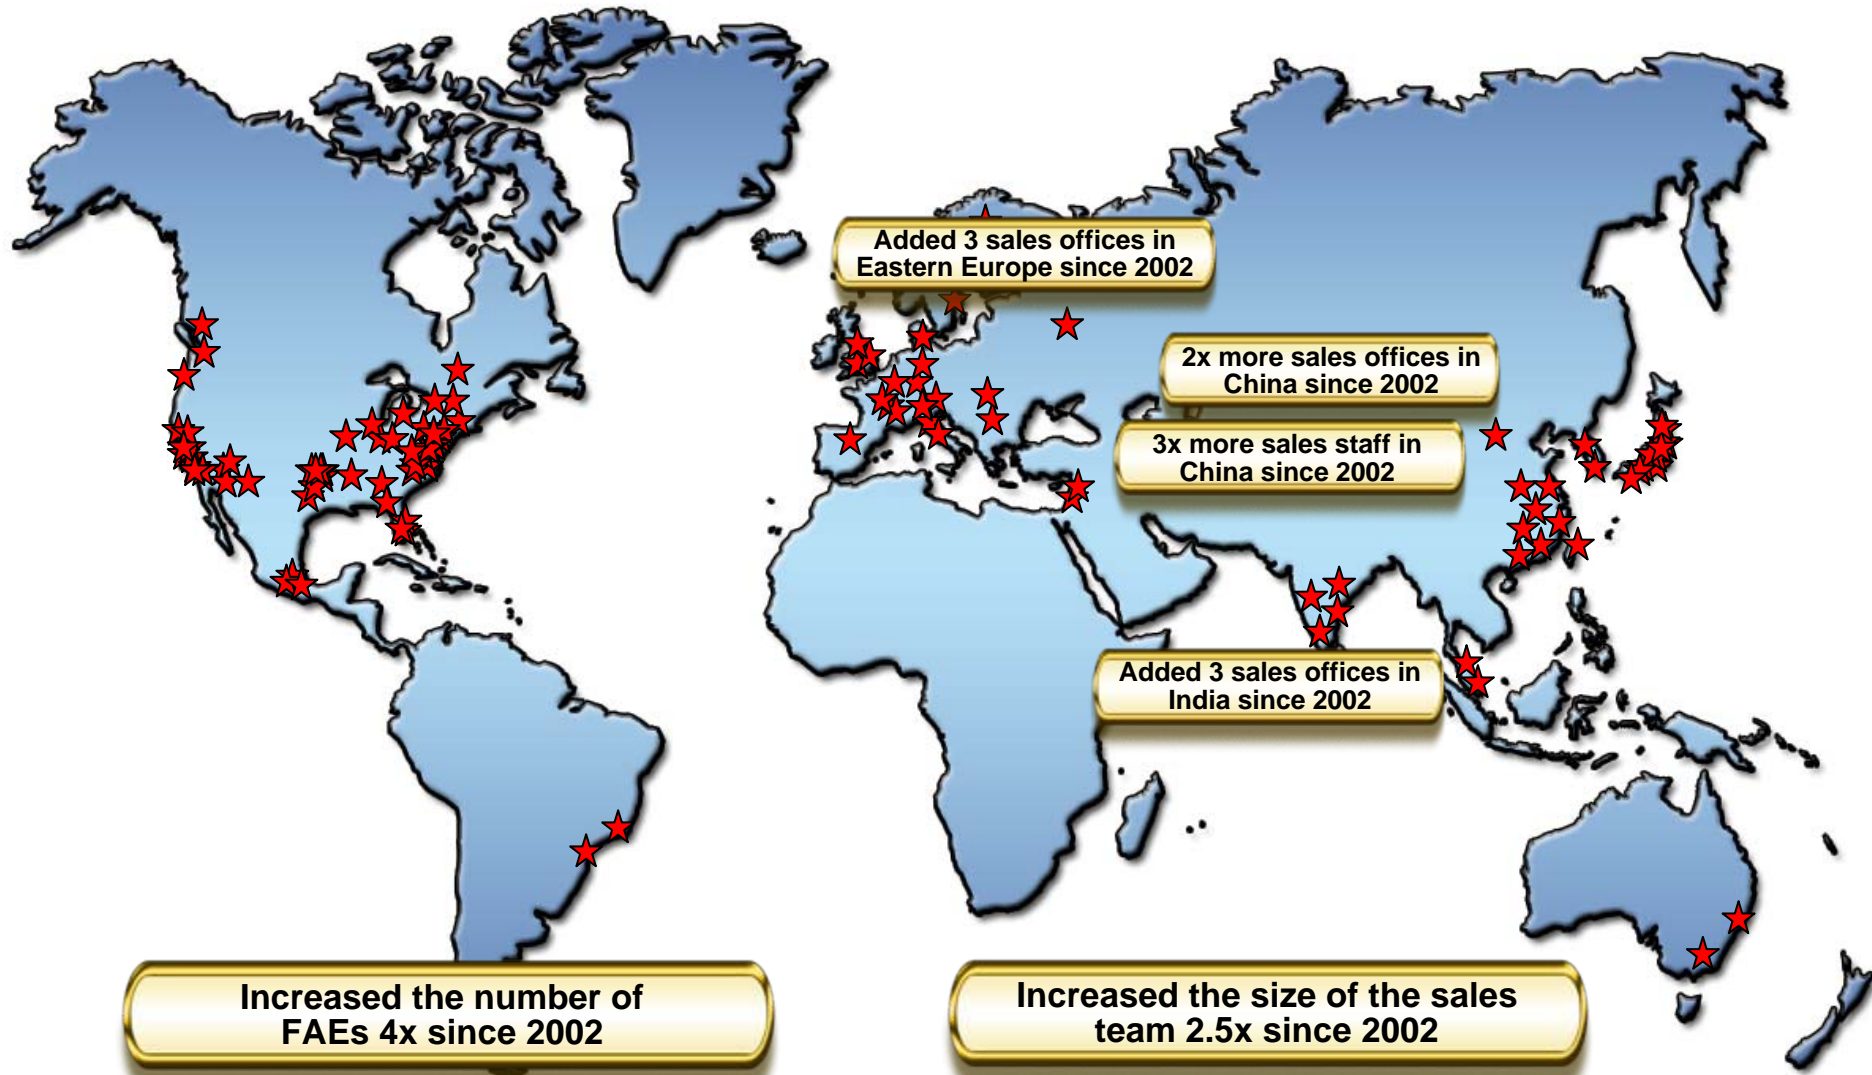 Added 3 sales offices in
Eastern Europe since 2002
2x more sales offices in
China since 2002
3x more sales staff in
China since 2002
Added 3 sales offices in
India since 2002
Increased the number of
FAEs 4x since 2002
Increased the size of the sales
team 2.5x since 2002